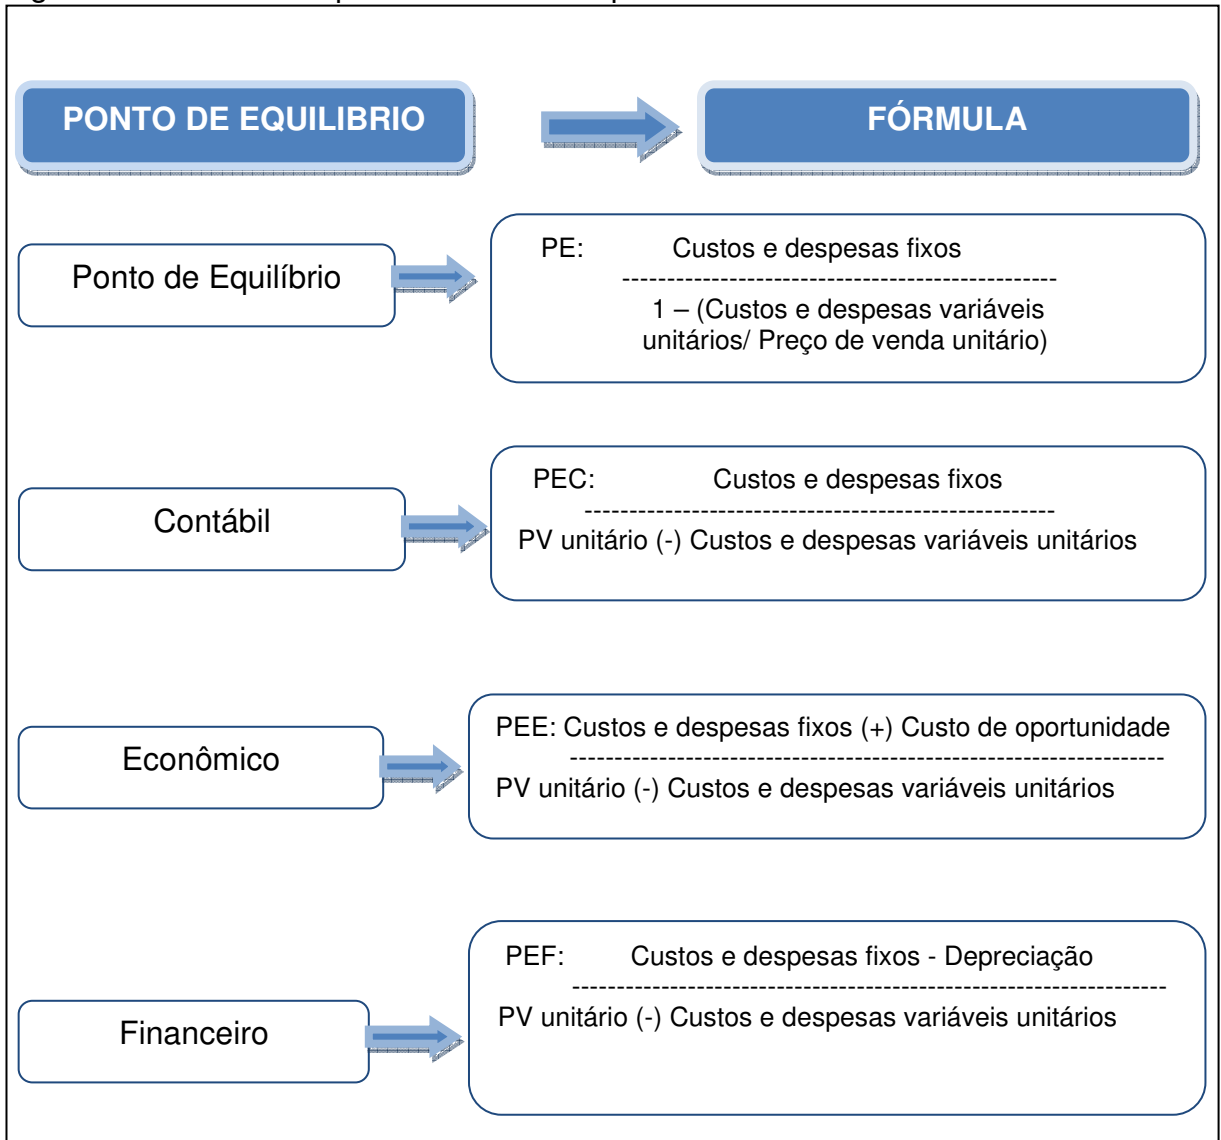 PONTO DE EQUILIBRIO
FÓRMULA
Ponto de Equilíbrio
PE: Custos e despesas fixos
-----------------------------------------------
1 – (Custos e despesas variáveis
unitários/ Preço de venda unitário)
Contábil
PEC: Custos e despesas fixos
----------------------------------------------------
PV unitário (-) Custos e despesas variáveis unitários
Econômico
PEE: Custos e despesas fixos (+) Custo de oportunidade
------------------------------------------------------------------
PV unitário (-) Custos e despesas variáveis unitários
Financeiro
PEF: Custos e despesas fixos - Depreciação
------------------------------------------------------------------
PV unitário (-) Custos e despesas variáveis unitários